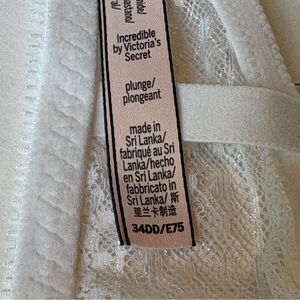 Incredible
by Victoria's
Secret
plunge/
plongeant
made in
Sri Lanka/
fabriqué au Sri
Lanka/hecho
en Sri Lanka/
fabbricato in
Sri Lanka/ 斯
里兰卡制造
34DD/E75